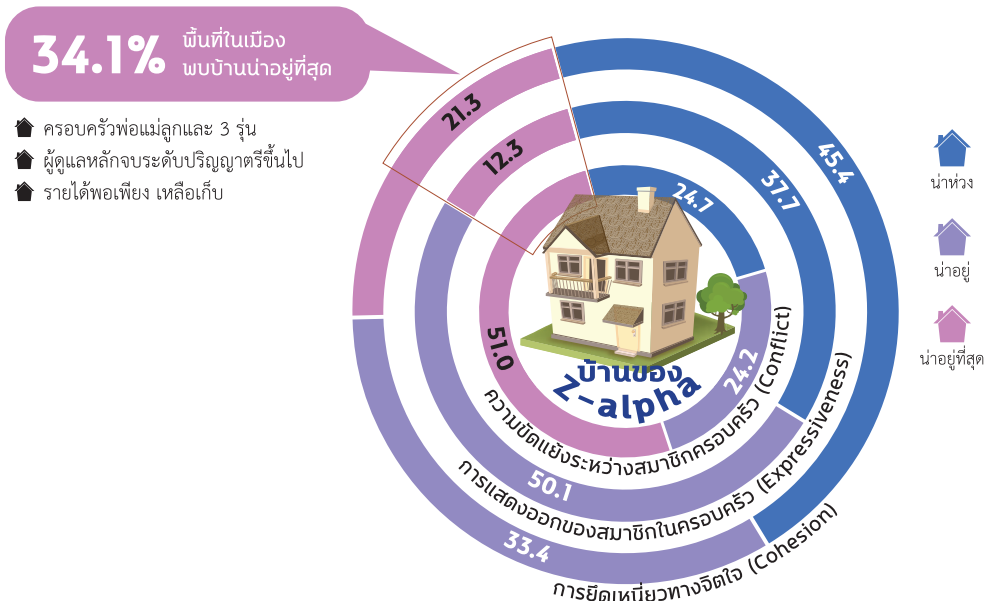 34.1%
พื้นที่ในเมือง
พบบ้านน่าอยู่ที่สุด
ครอบครัวพ่อแม่ลูกและ 3 รุ่น
ผู้ดูแลหลักจบระดับปริญญาตรีขึ้นไป
รายได้พอเพียง เหลือเก็บ
21.3
12.3
51.0
45.4
37.7
24.7
24.2
50.1
33.4
บ้านของ
Z-alpha
ความขัดแย้งระหว่างสมาชิกครอบครัว (Conflict)
การแสดงออกของสมาชิกในครอบครัว (Expressiveness)
การยึดเหนี่ยวทางจิตใจ (Cohesion)
น่าห่วง
น่าอยู่
น่าอยู่ที่สุด